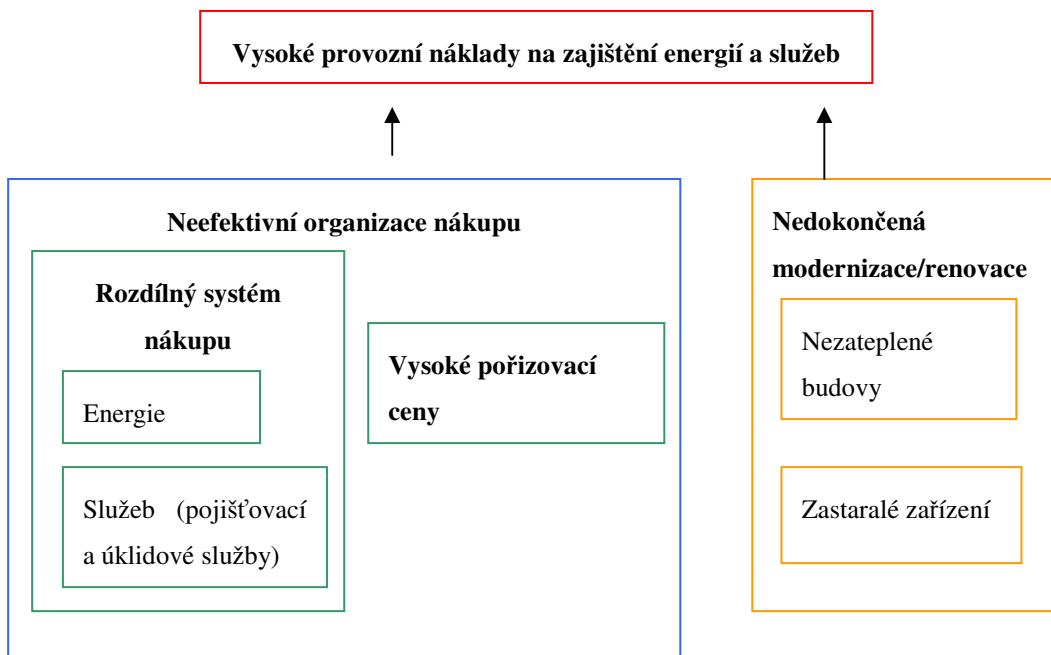 Vysoké provozní náklady na zajištění energií a služeb
Neefektivní organizace nákupu
Rozdílný systém
nákupu
Energie
Služeb (pojišťovací
a úklidové služby)
Vysoké pořizovací
ceny
Nedokončená
modernizace/renovace
Nezateplené
budovy
Zastaralé zařízení